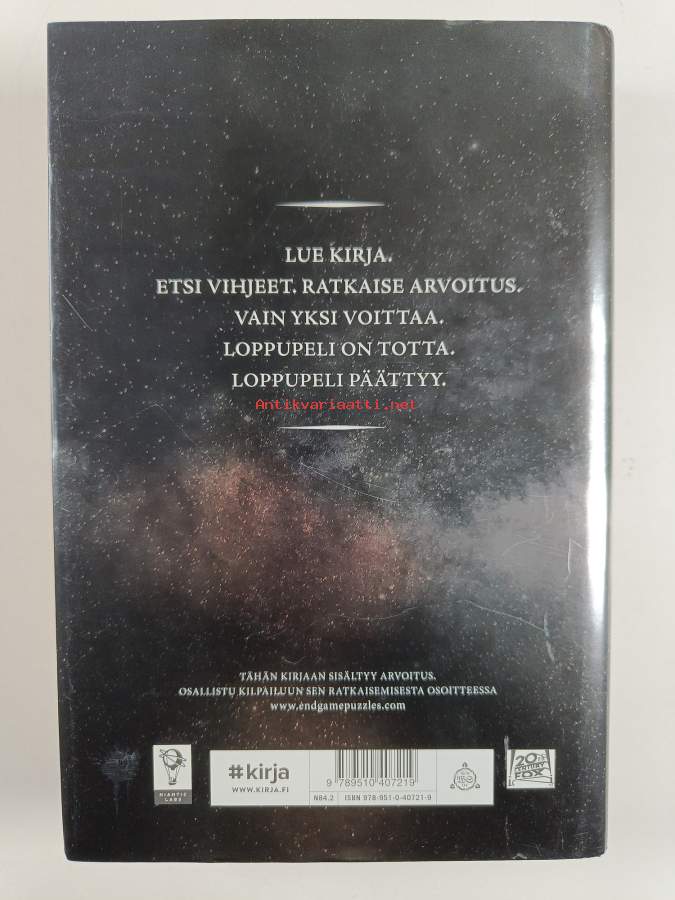 LUE KIRJA.
ETSI VIHJEET. RATKAISE ARVOITUS.
VAIN YKSI VOITTAA.
LOPPUPELI ON TOTTA.
LOPPUPELI PÄÄTTYY.
Antikvariaatti.net
TÄHÄN KIRJAAN SISÄLTYY ARVOITUS.
OSALLISTU KILPAILUUN SEN RATKAISEMISESTA OSOITTEESSA
www.endgamepuzzles.com
NIANTIC
LABS
#kirja
WWW.KIRJA.FI
9 789510 407219
N84.2 ISBN 978-951-0-40721-9
20TH
CENTURY
FOX